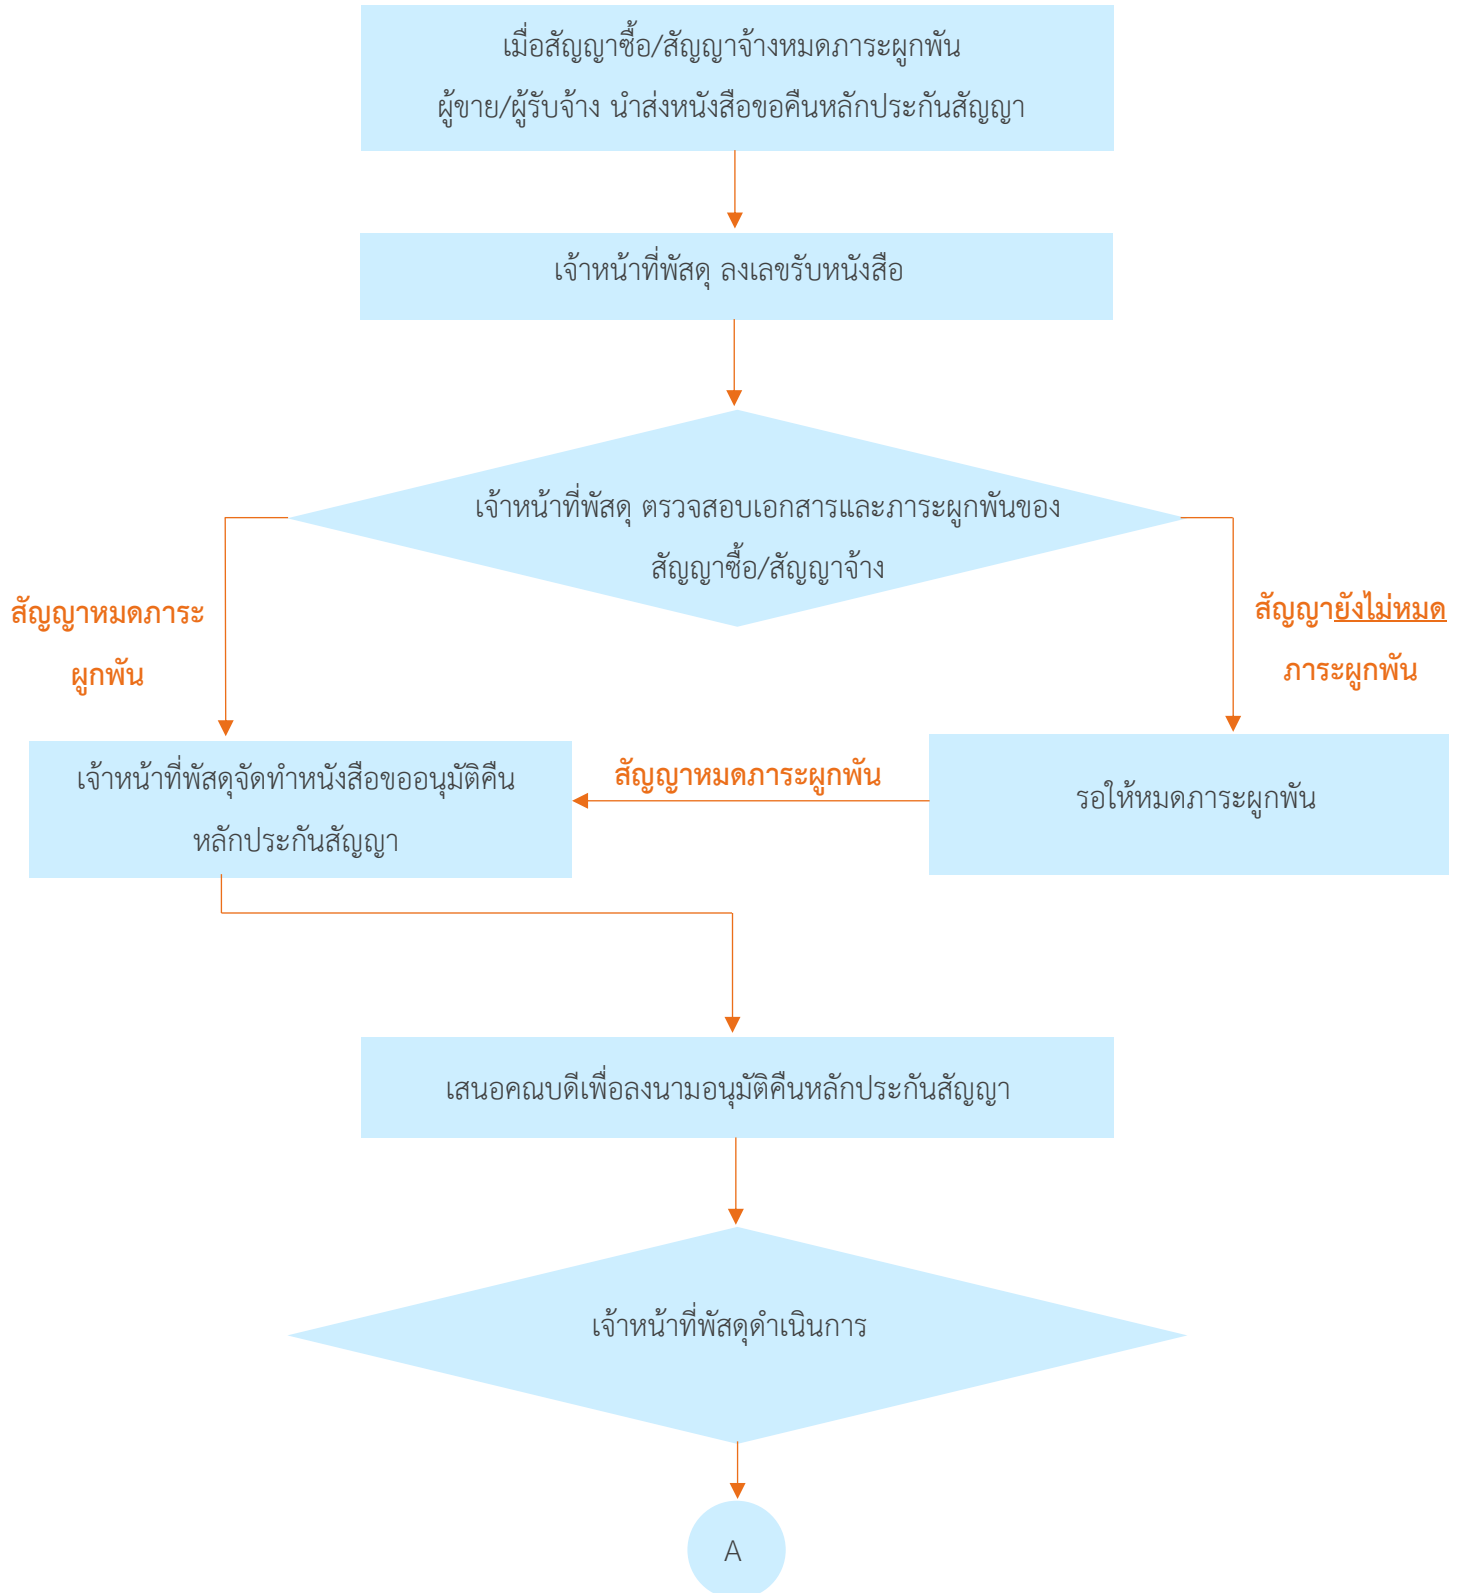 เมื่อสัญญาซื้อ/สัญญาจ้างหมดภาระผูกพัน
ผู้ขาย/ผู้รับจ้าง นำส่งหนังสือขอคืนหลักประกันสัญญา
เจ้าหน้าที่พัสดุ ลงเลขรับหนังสือ
เจ้าหน้าที่พัสดุ ตรวจสอบเอกสารและภาระผูกพันของ
สัญญาซื้อ/สัญญาจ้าง
สัญญาหมดภาระ
ผูกพัน
สัญญายังไม่หมด
ภาระผูกพัน
เจ้าหน้าที่พัสดุจัดทำหนังสือขออนุมัติคืน
หลักประกันสัญญา
สัญญาหมดภาระผูกพัน
รอให้หมดภาระผูกพัน
เสนอคณบดีเพื่อลงนามอนุมัติคืนหลักประกันสัญญา
เจ้าหน้าที่พัสดุดำเนินการ
A